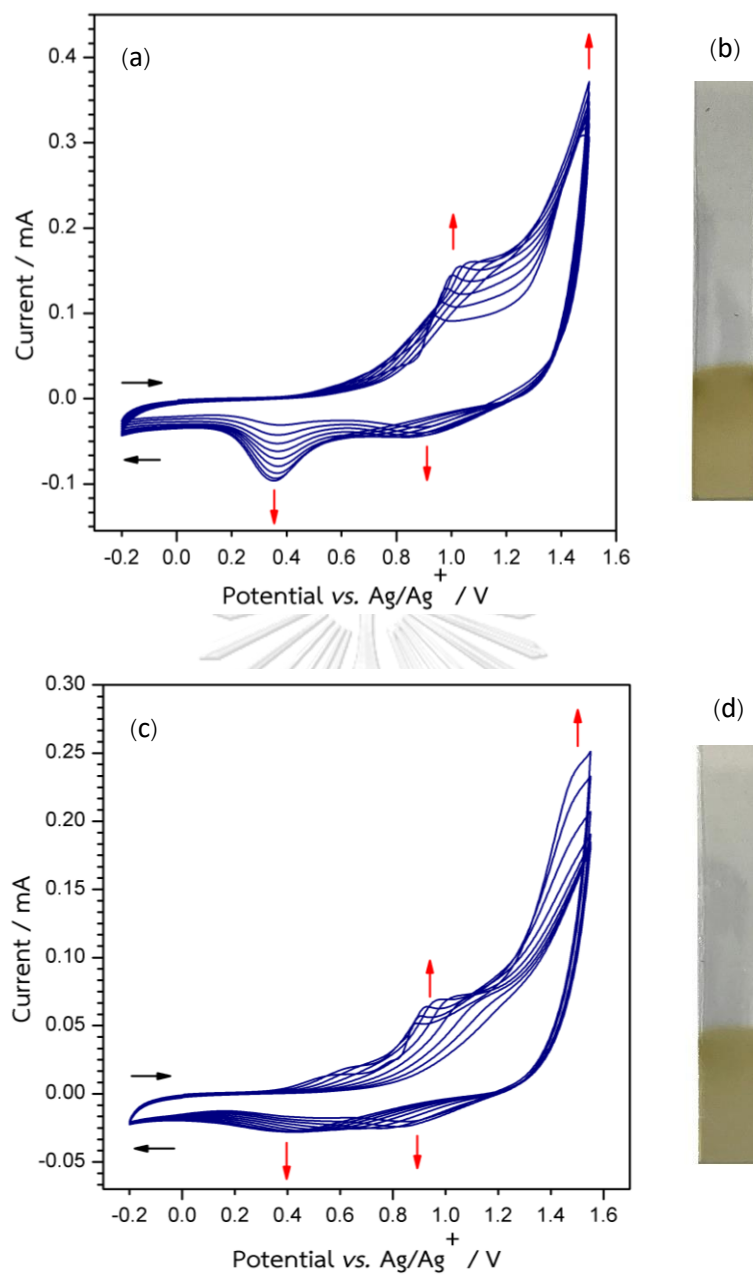 (a)
(b)
0.4
0.3
0.2
0.1
0.0
-0.1
Current / mA
-0.2 0.0 0.2 0.4 0.6 0.8 1.0 1.2 1.4 1.6
Potential vs. Ag/Ag+ / V
(c)
(d)
0.30
0.25
0.20
0.15
0.10
0.05
0.00
-0.05
Current / mA
-0.2 0.0 0.2 0.4 0.6 0.8 1.0 1.2 1.4 1.6
Potential vs. Ag/Ag+ / V